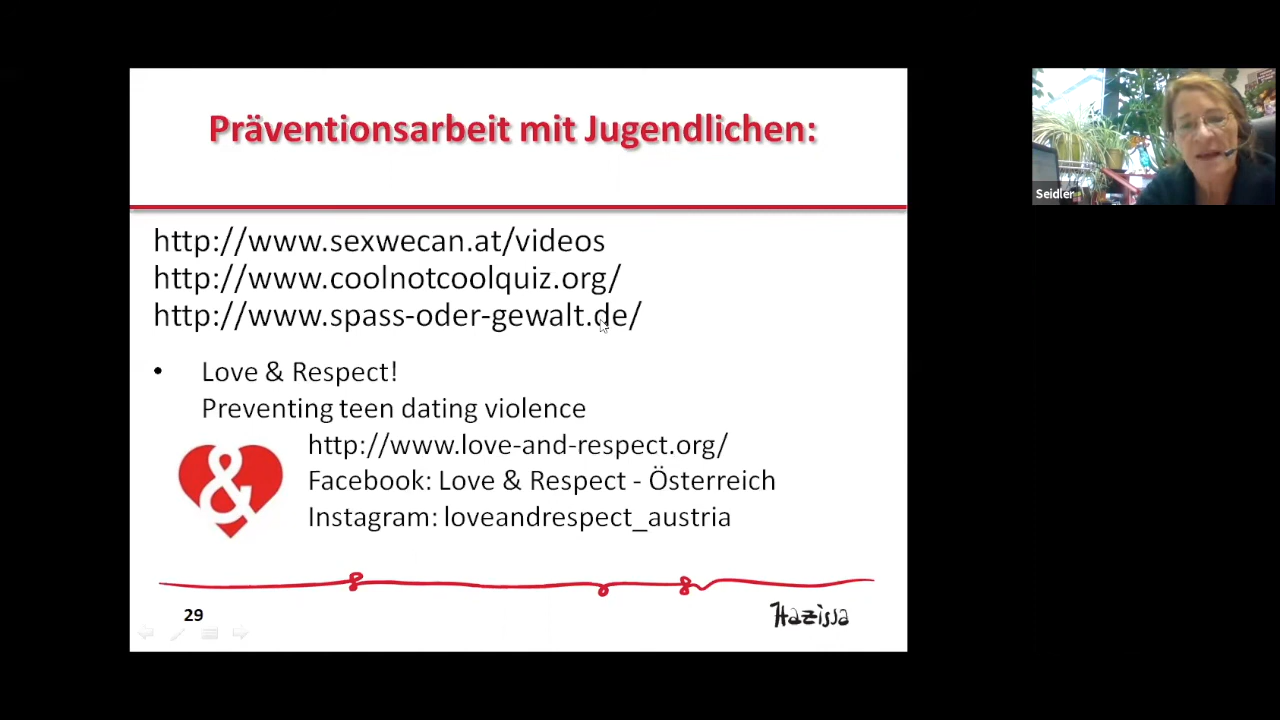 Präventionsarbeit mit Jugendlichen:
http://www.sexwecan.at/videos
http://www.coolnotcoolquiz.org/
http://www.spass-oder-gewalt.de/
• Love & Respect!
Preventing teen dating violence
&
http://www.love-and-respect.org/
Facebook: Love & Respect - Österreich
Instagram: loveandrespect_austria
29
Hazissa
Seidler